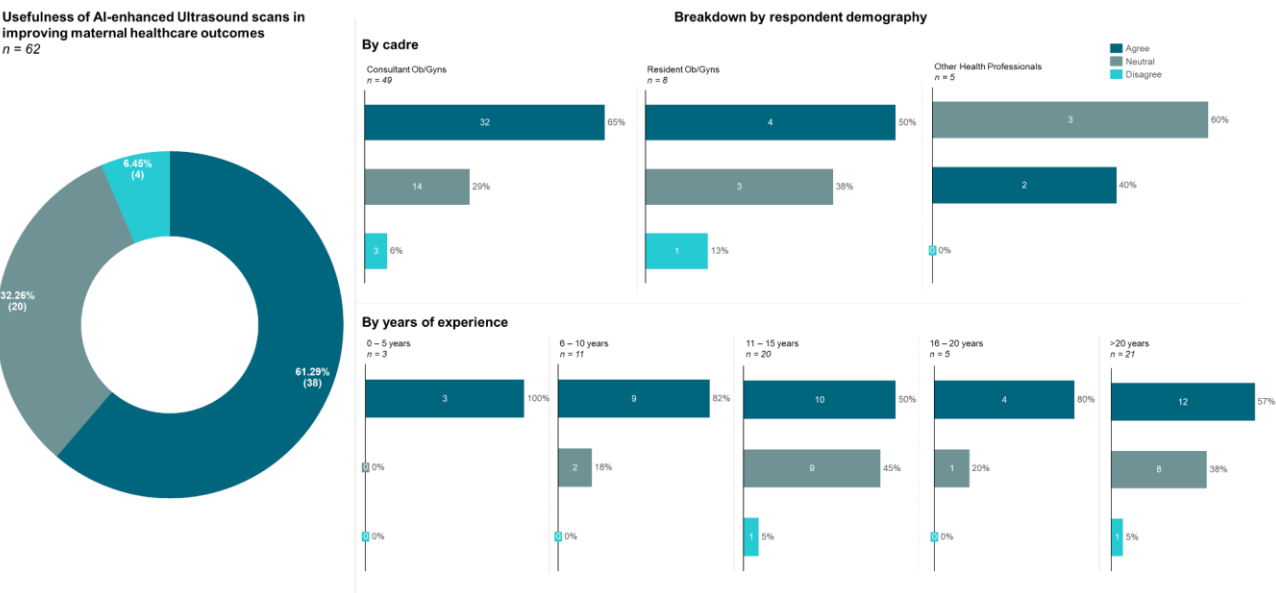 Usefulness of AI-enhanced Ultrasound scans in
improving maternal healthcare outcomes
n = 62
6.45%
(4)
32.26%
(20)
61.29%
(38)
Breakdown by respondent demography
Agree
Neutral
Disagree
By cadre
Consultant Ob/Gyns
n = 49
32
65%
14
29%
3
6%
Resident Ob/Gyns
n = 8
4
50%
3
38%
1
13%
Other Health Professionals
n = 5
3
60%
2
40%
0
0%
By years of experience
0 – 5 years
n = 3
3
100%
0
0%
0
0%
6 – 10 years
n = 11
9
82%
2
18%
0
0%
11 – 15 years
n = 20
10
50%
9
45%
1
5%
16 – 20 years
n = 5
4
80%
1
20%
0
0%
>20 years
n = 21
12
57%
8
38%
1
5%